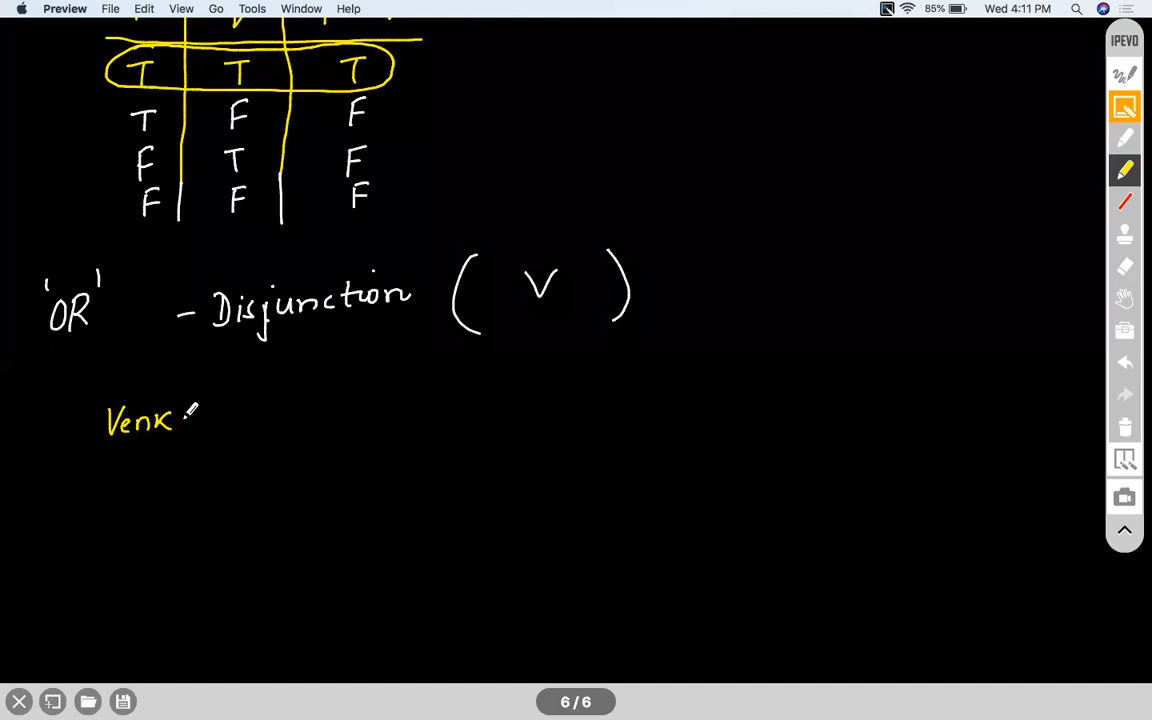 Preview File Edit View Go Tools Window Help 85% Wed 4:11 PM
IPEVO
T T T
T F F
F T F
F F F
'OR' - Disjunction ( V )
Venk
6 / 6